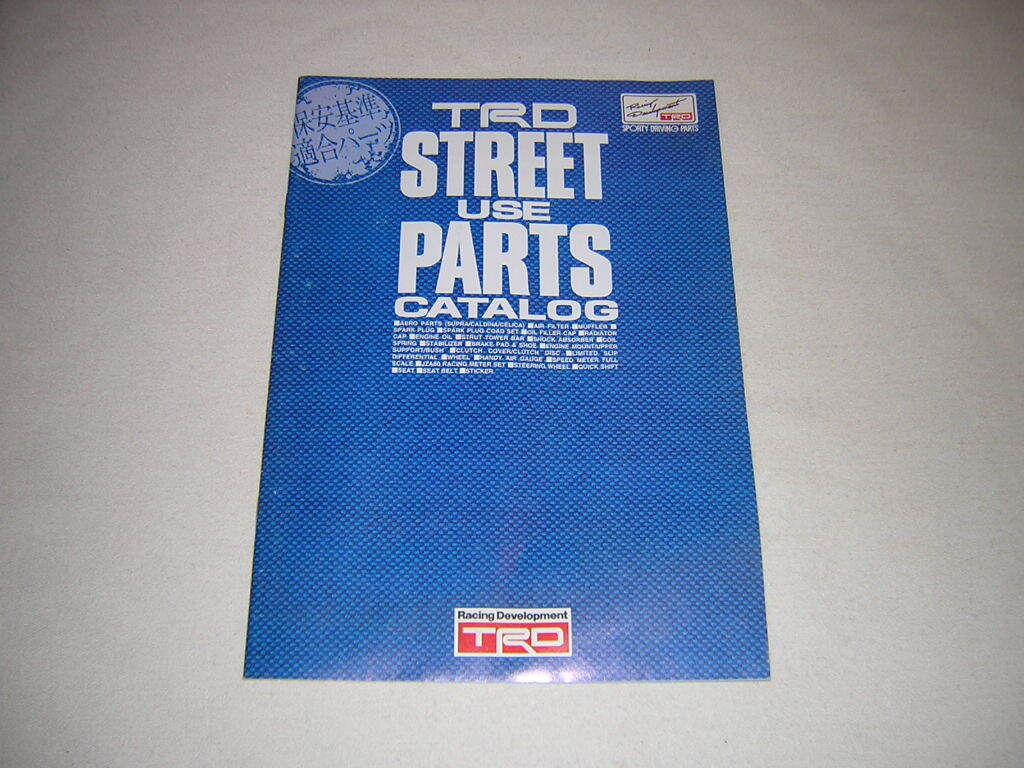 保安基準
適合パーツ
TRD
STREET
USE
PARTS
CATALOG
Racing
Development
TRD
SPORTY DRIVING PARTS
■AERO PARTS (SUPRA/CALDINA/CELICA) ■AIR FILTER ■MUFFLER ■
SPARK PLUG ■SPARK PLUG COAD SET ■OIL FILLER CAP ■RADIATOR
CAP ■ENGINE OIL ■STRUT TOWER BAR ■SHOCK ABSORBER ■COIL
SPRING ■STABILIZER ■BRAKE PAD & SHOE ■ENGINE MOUNT/UPPER
SUPPORT/BUSH ■CLUTCH COVER/CLUTCH DISC ■LIMITED SLIP
DIFFERENTIAL ■WHEEL ■HANDY AIR GAUGE ■SPEED METER FULL
SCALE ■JZA80 RACING METER SET ■STEERING WHEEL ■QUICK SHIFT
■SEAT ■SEAT BELT ■STICKER
Racing Development
TRD